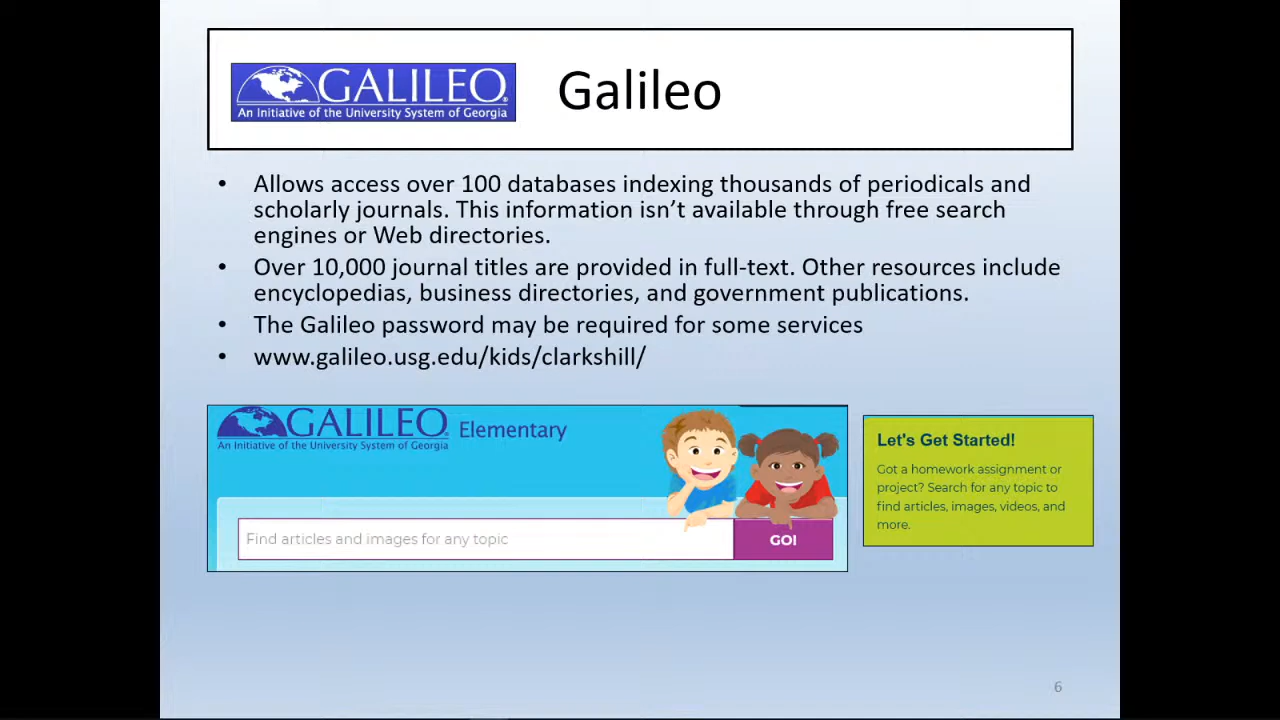 GALILEO®
An Initiative of the University System of Georgia
Galileo
• Allows access over 100 databases indexing thousands of periodicals and
scholarly journals. This information isn’t available through free search
engines or Web directories.
• Over 10,000 journal titles are provided in full-text. Other resources include
encyclopedias, business directories, and government publications.
• The Galileo password may be required for some services
• www.galileo.usg.edu/kids/clarkshill/
GALILEO Elementary
An Initiative of the University System of Georgia
Find articles and images for any topic
GO!
Let's Get Started!
Got a homework assignment or
project? Search for any topic to
find articles, images, videos, and
more.
6